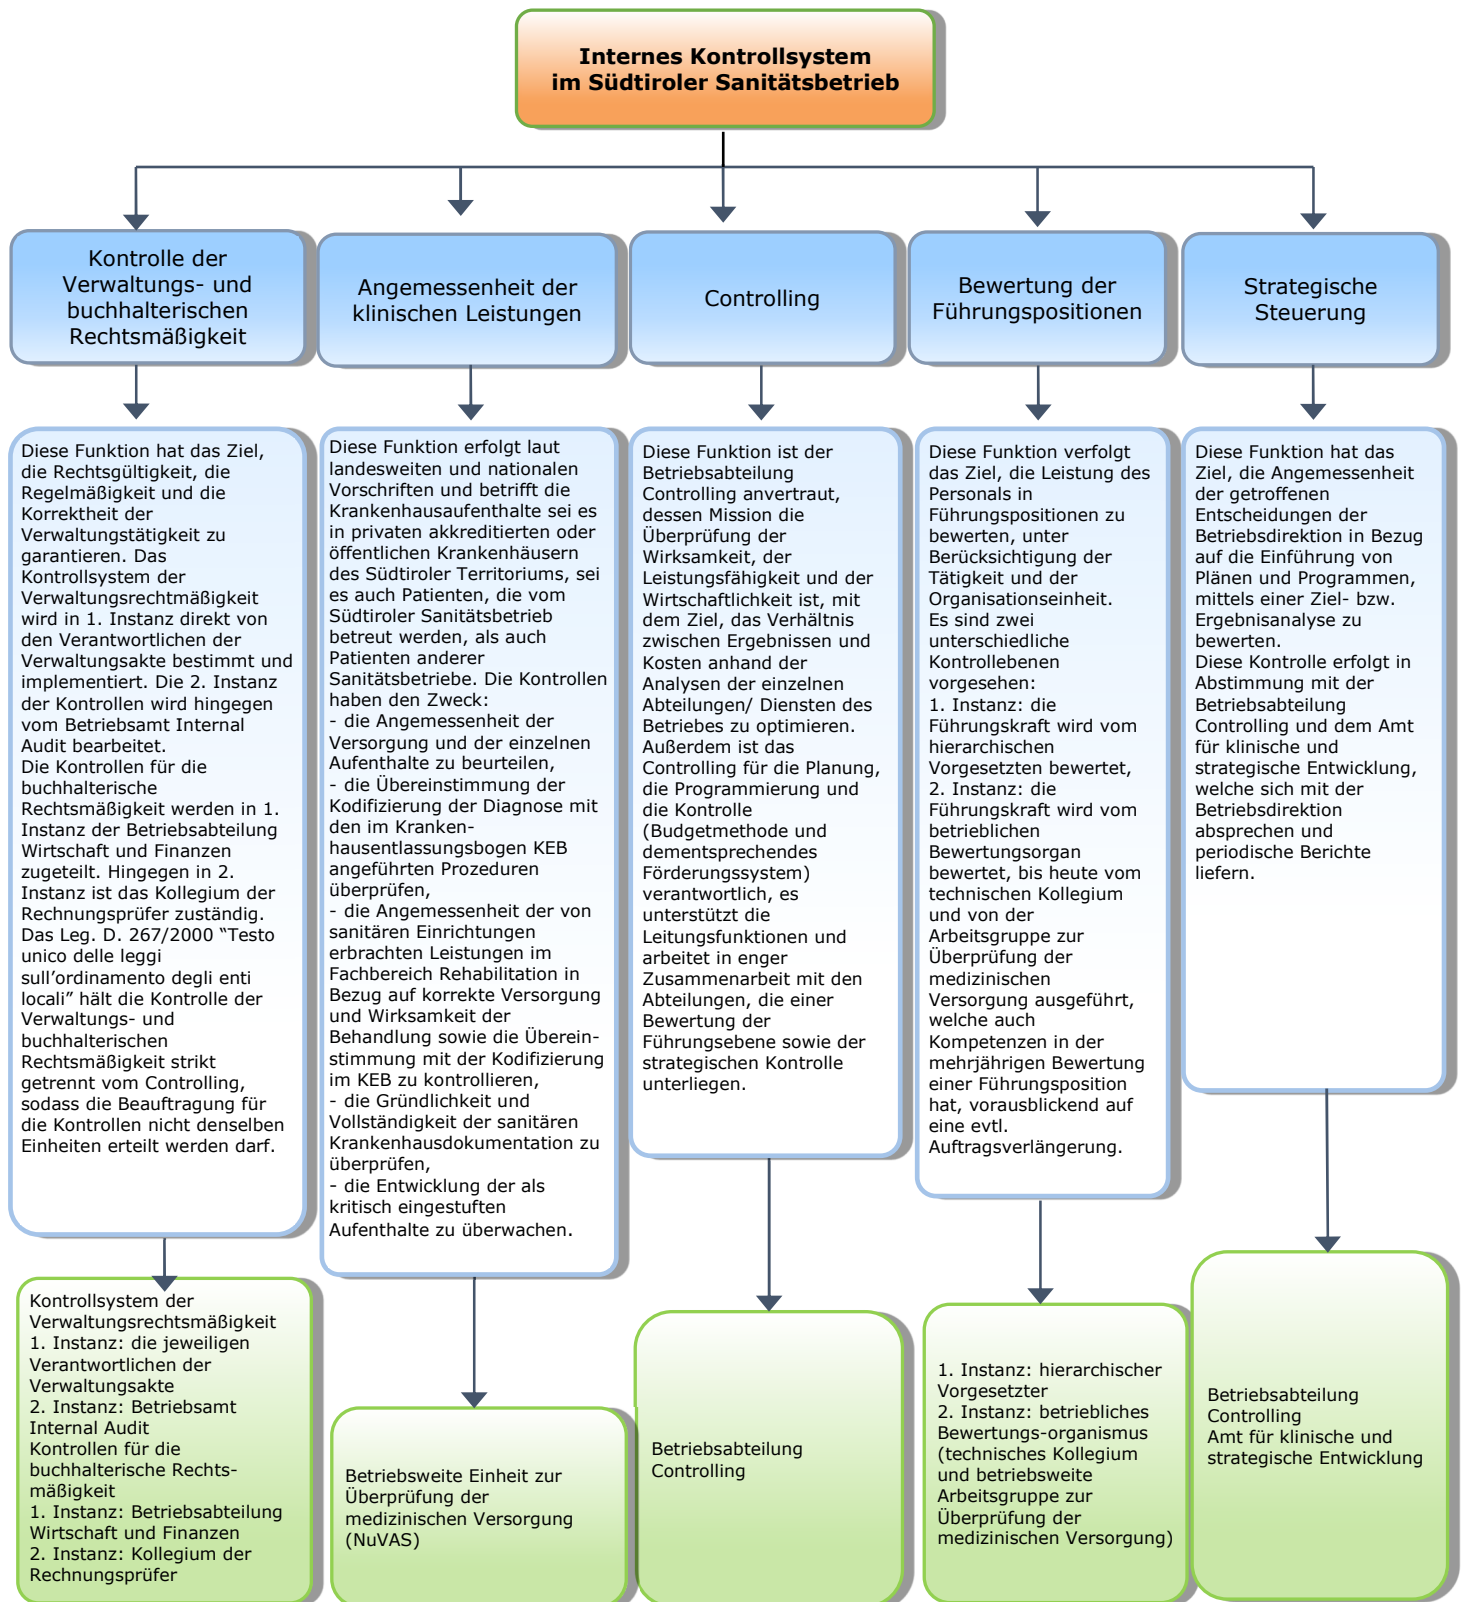 Internes Kontrollsystem
im Südtiroler Sanitätsbetrieb
Kontrolle der
Verwaltungs- und
buchhalterischen
Rechtsmäßigkeit
Angemessenheit der
klinischen Leistungen
Controlling
Bewertung der
Führungspositionen
Strategische
Steuerung
Diese Funktion hat das Ziel,
die Rechtsgültigkeit, die
Regelmäßigkeit und die
Korrektheit der
Verwaltungstätigkeit zu
garantieren. Das
Kontrollsystem der
Verwaltungsrechtmäßigkeit
wird in 1. Instanz direkt von
den Verantwortlichen der
Verwaltungsakte bestimmt und
implementiert. Die 2. Instanz
der Kontrollen wird hingegen
vom Betriebsamt Internal
Audit bearbeitet.
Die Kontrollen für die
buchhalterische
Rechtsmäßigkeit werden in 1.
Instanz der Betriebsabteilung
Wirtschaft und Finanzen
zugeteilt. Hingegen in 2.
Instanz ist das Kollegium der
Rechnungsprüfer zuständig.
Das Leg. D. 267/2000 “Testo
unico delle leggi
sull’ordinamento degli enti
locali” hält die Kontrolle der
Verwaltungs- und
buchhalterischen
Rechtsmäßigkeit strikt
getrennt vom Controlling,
sodass die Beauftragung für
die Kontrollen nicht denselben
Einheiten erteilt werden darf.
Diese Funktion erfolgt laut
landesweiten und nationalen
Vorschriften und betrifft die
Krankenhausaufenthalte sei es
in privaten akkreditierten oder
öffentlichen Krankenhäusern
des Südtiroler Territoriums, sei
es auch Patienten, die vom
Südtiroler Sanitätsbetrieb
betreut werden, als auch
Patienten anderer
Sanitätsbetriebe. Die Kontrollen
haben den Zweck:
- die Angemessenheit der
Versorgung und der einzelnen
Aufenthalte zu beurteilen,
- die Übereinstimmung der
Kodifizierung der Diagnose mit
den im Kranken-
hausentlassungsbogen KEB
angeführten Prozeduren
überprüfen,
- die Angemessenheit der von
sanitären Einrichtungen
erbrachten Leistungen im
Fachbereich Rehabilitation in
Bezug auf korrekte Versorgung
und Wirksamkeit der
Behandlung sowie die Überein-
stimmung mit der Kodifizierung
im KEB zu kontrollieren,
- die Gründlichkeit und
Vollständigkeit der sanitären
Krankenhausdokumentation zu
überprüfen,
- die Entwicklung der als
kritisch eingestuften
Aufenthalte zu überwachen.
Diese Funktion ist der
Betriebsabteilung
Controlling anvertraut,
dessen Mission die
Überprüfung der
Wirksamkeit, der
Leistungsfähigkeit und der
Wirtschaftlichkeit ist, mit
dem Ziel, das Verhältnis
zwischen Ergebnissen und
Kosten anhand der
Analysen der einzelnen
Abteilungen/ Diensten des
Betriebes zu optimieren.
Außerdem ist das
Controlling für die Planung,
die Programmierung und
die Kontrolle
(Budgetmethode und
dementsprechendes
Förderungssystem)
verantwortlich, es
unterstützt die
Leitungsfunktionen und
arbeitet in enger
Zusammenarbeit mit den
Abteilungen, die einer
Bewertung der
Führungsebene sowie der
strategischen Kontrolle
unterliegen.
Diese Funktion verfolgt
das Ziel, die Leistung des
Personals in
Führungspositionen zu
bewerten, unter
Berücksichtigung der
Tätigkeit und der
Organisationseinheit.
Es sind zwei
unterschiedliche
Kontrollebenen
vorgesehen:
1. Instanz: die
Führungskraft wird vom
hierarchischen
Vorgesetzten bewertet,
2. Instanz: die
Führungskraft wird vom
betrieblichen
Bewertungsorgan
bewertet, bis heute vom
technischen Kollegium
und von der
Arbeitsgruppe zur
Überprüfung der
medizinischen
Versorgung ausgeführt,
welche auch
Kompetenzen in der
mehrjährigen Bewertung
einer Führungsposition
hat, vorausblickend auf
eine evtl.
Auftragsverlängerung.
Diese Funktion hat das
Ziel, die Angemessenheit
der getroffenen
Entscheidungen der
Betriebsdirektion in Bezug
auf die Einführung von
Plänen und Programmen,
mittels einer Ziel- bzw.
Ergebnisanalyse zu
bewerten.
Diese Kontrolle erfolgt in
Abstimmung mit der
Betriebsabteilung
Controlling und dem Amt
für klinische und
strategische Entwicklung,
welche sich mit der
Betriebsdirektion
absprechen und
periodische Berichte
liefern.
Kontrollsystem der
Verwaltungsrechtsmäßigkeit
1. Instanz: die jeweiligen
Verantwortlichen der
Verwaltungsakte
2. Instanz: Betriebsamt
Internal Audit
Kontrollen für die
buchhalterische Rechts-
mäßigkeit
1. Instanz: Betriebsabteilung
Wirtschaft und Finanzen
2. Instanz: Kollegium der
Rechnungsprüfer
Betriebsweite Einheit zur
Überprüfung der
medizinischen Versorgung
(NuVAS)
Betriebsabteilung
Controlling
1. Instanz: hierarchischer
Vorgesetzter
2. Instanz: betriebliches
Bewertungs-organismus
(technisches Kollegium
und betriebsweite
Arbeitsgruppe zur
Überprüfung der
medizinischen Versorgung)
Betriebsabteilung
Controlling
Amt für klinische und
strategische Entwicklung